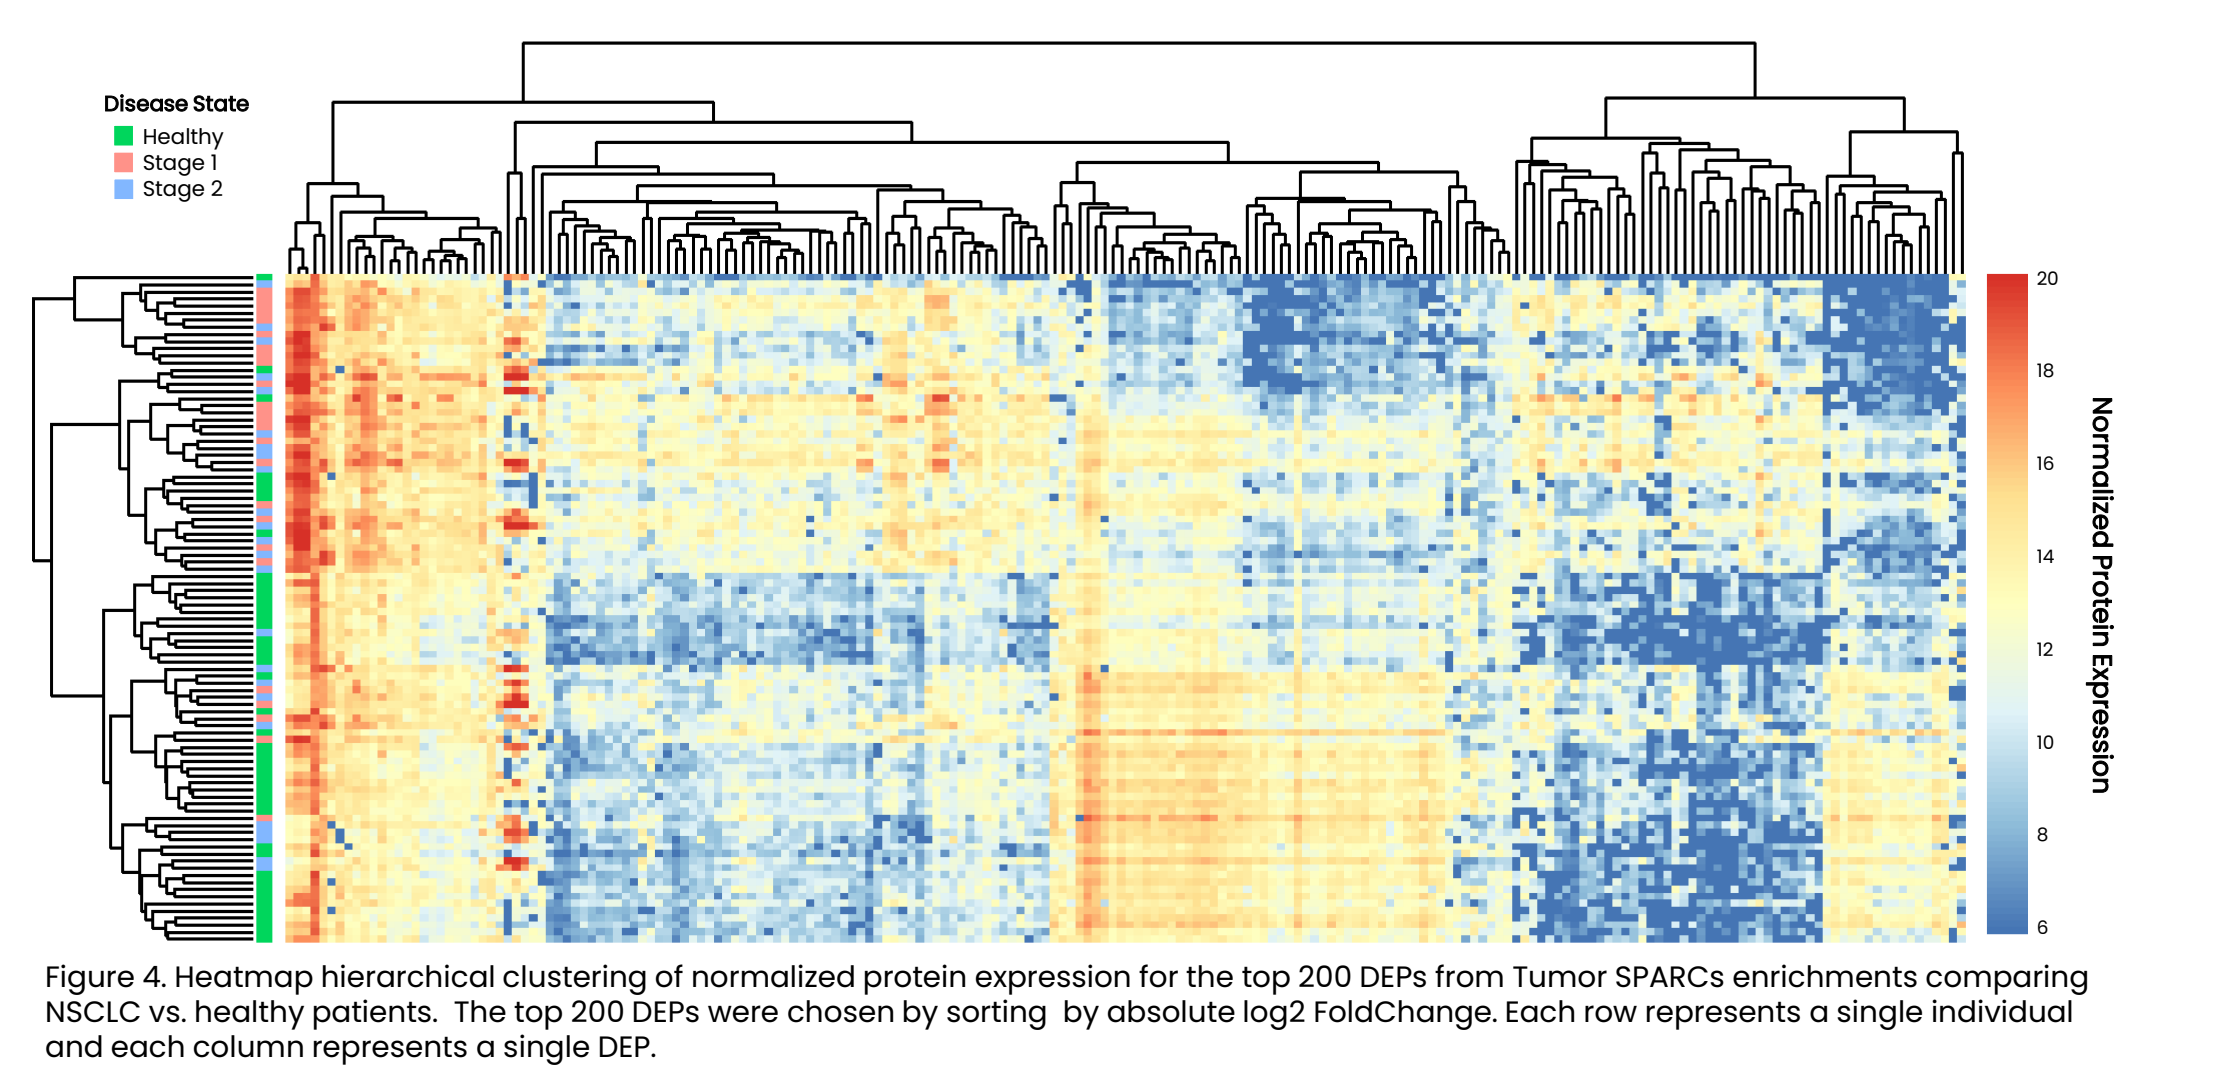 Disease State
Healthy
Stage 1
Stage 2
20
18
16
14
12
10
8
6
Normalized Protein Expression
Figure 4. Heatmap hierarchical clustering of normalized protein expression for the top 200 DEPs from Tumor SPARCs enrichments comparing
NSCLC vs. healthy patients.  The top 200 DEPs were chosen by sorting  by absolute log2 FoldChange. Each row represents a single individual
and each column represents a single DEP.